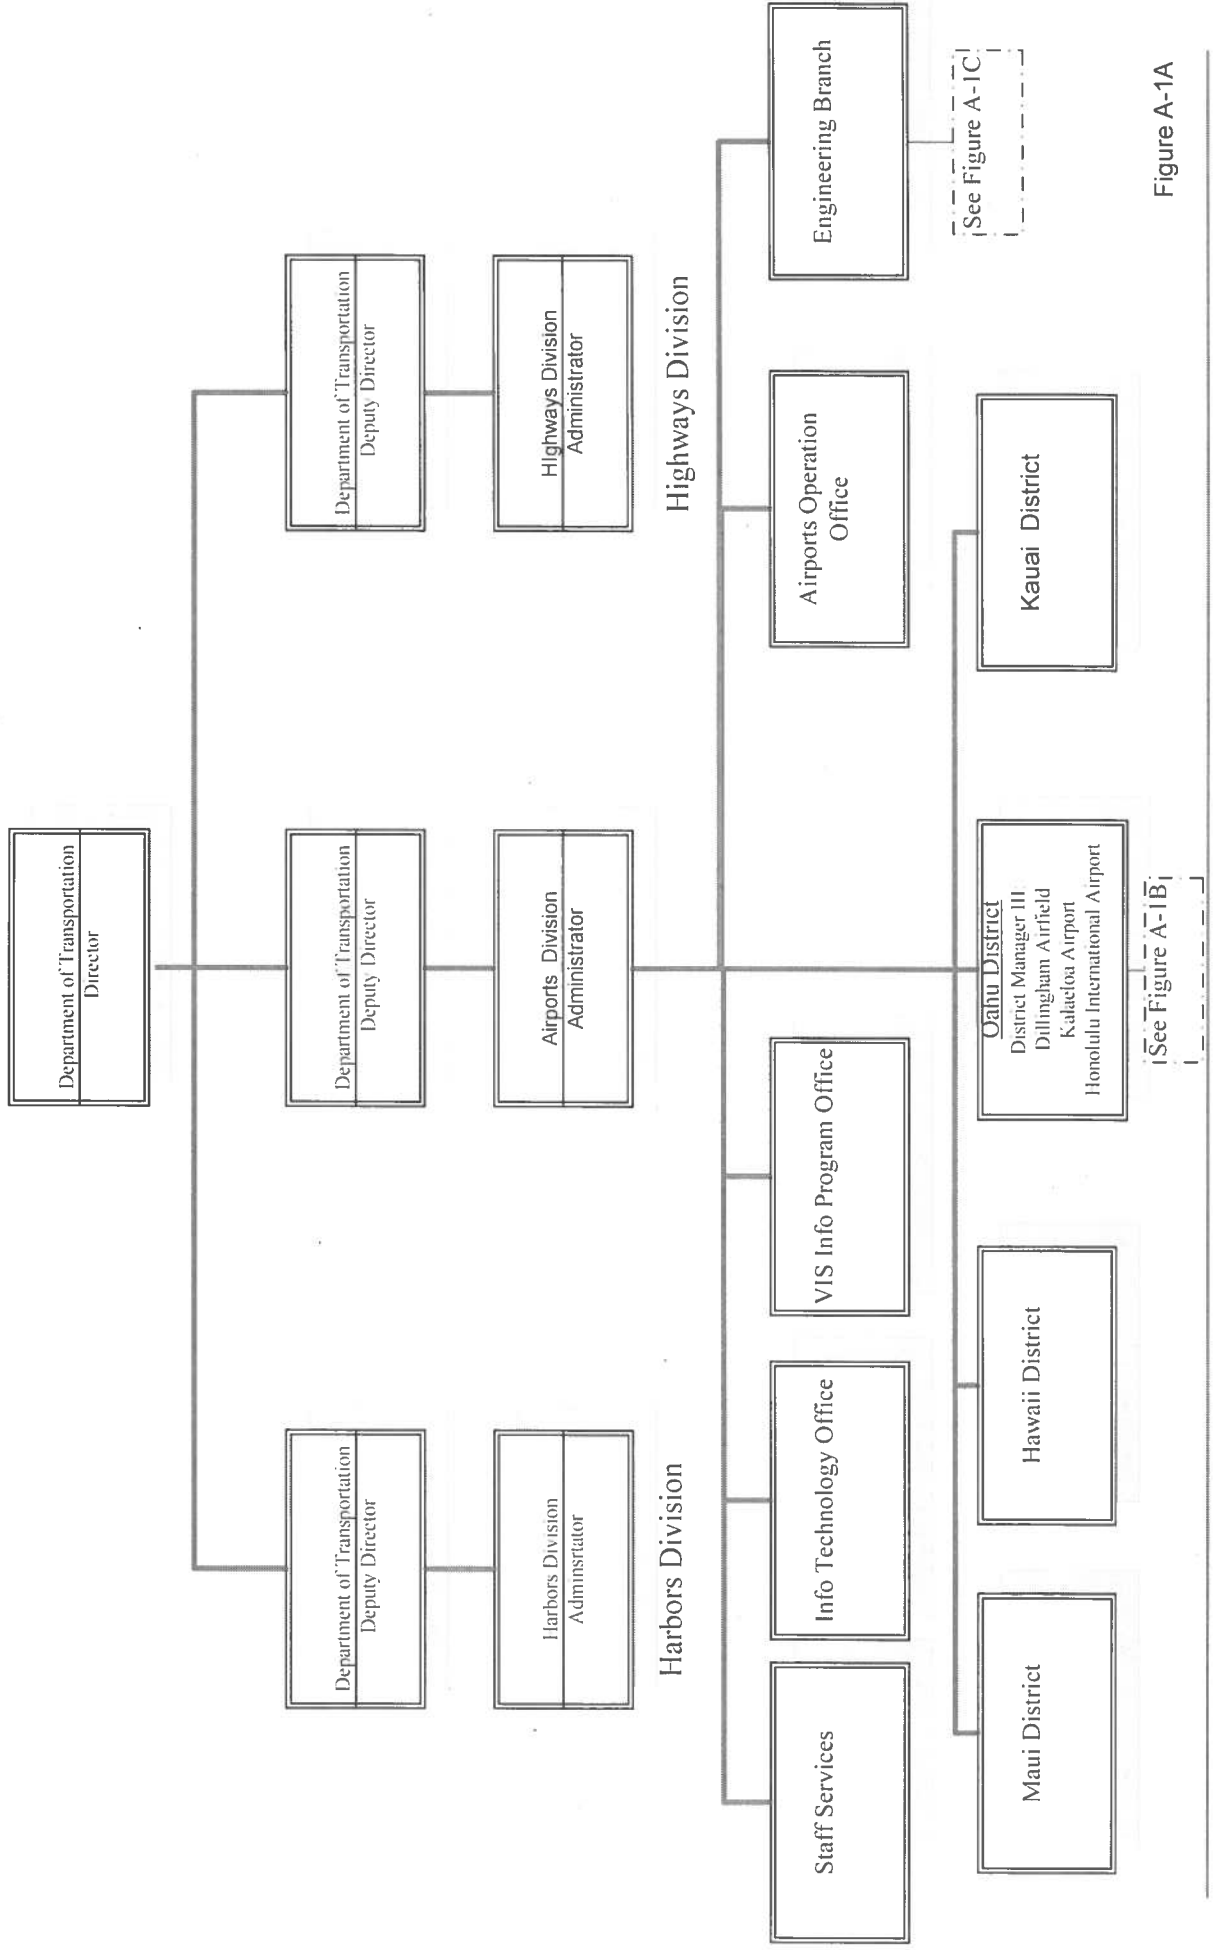 Department of Transportation
Director
Department of Transportation
Deputy Director
Department of Transportation
Deputy Director
Department of Transportation
Deputy Director
Harbors Division
Adminsrtator
Airports Division
Administrator
HIghways Division
Administrator
Harbors Division
Highways Division
Staff Services
Info Technology Office
VIS Info Program Office
Airports Operation
Office
Engineering Branch
See Figure A-1C
Maui District
Hawaii District
Oahu District
District Manager III
Dillingham Airfield
Kalaeloa Airport
Honolulu International Airport
Kauai District
See Figure A-1B
Figure A-1A